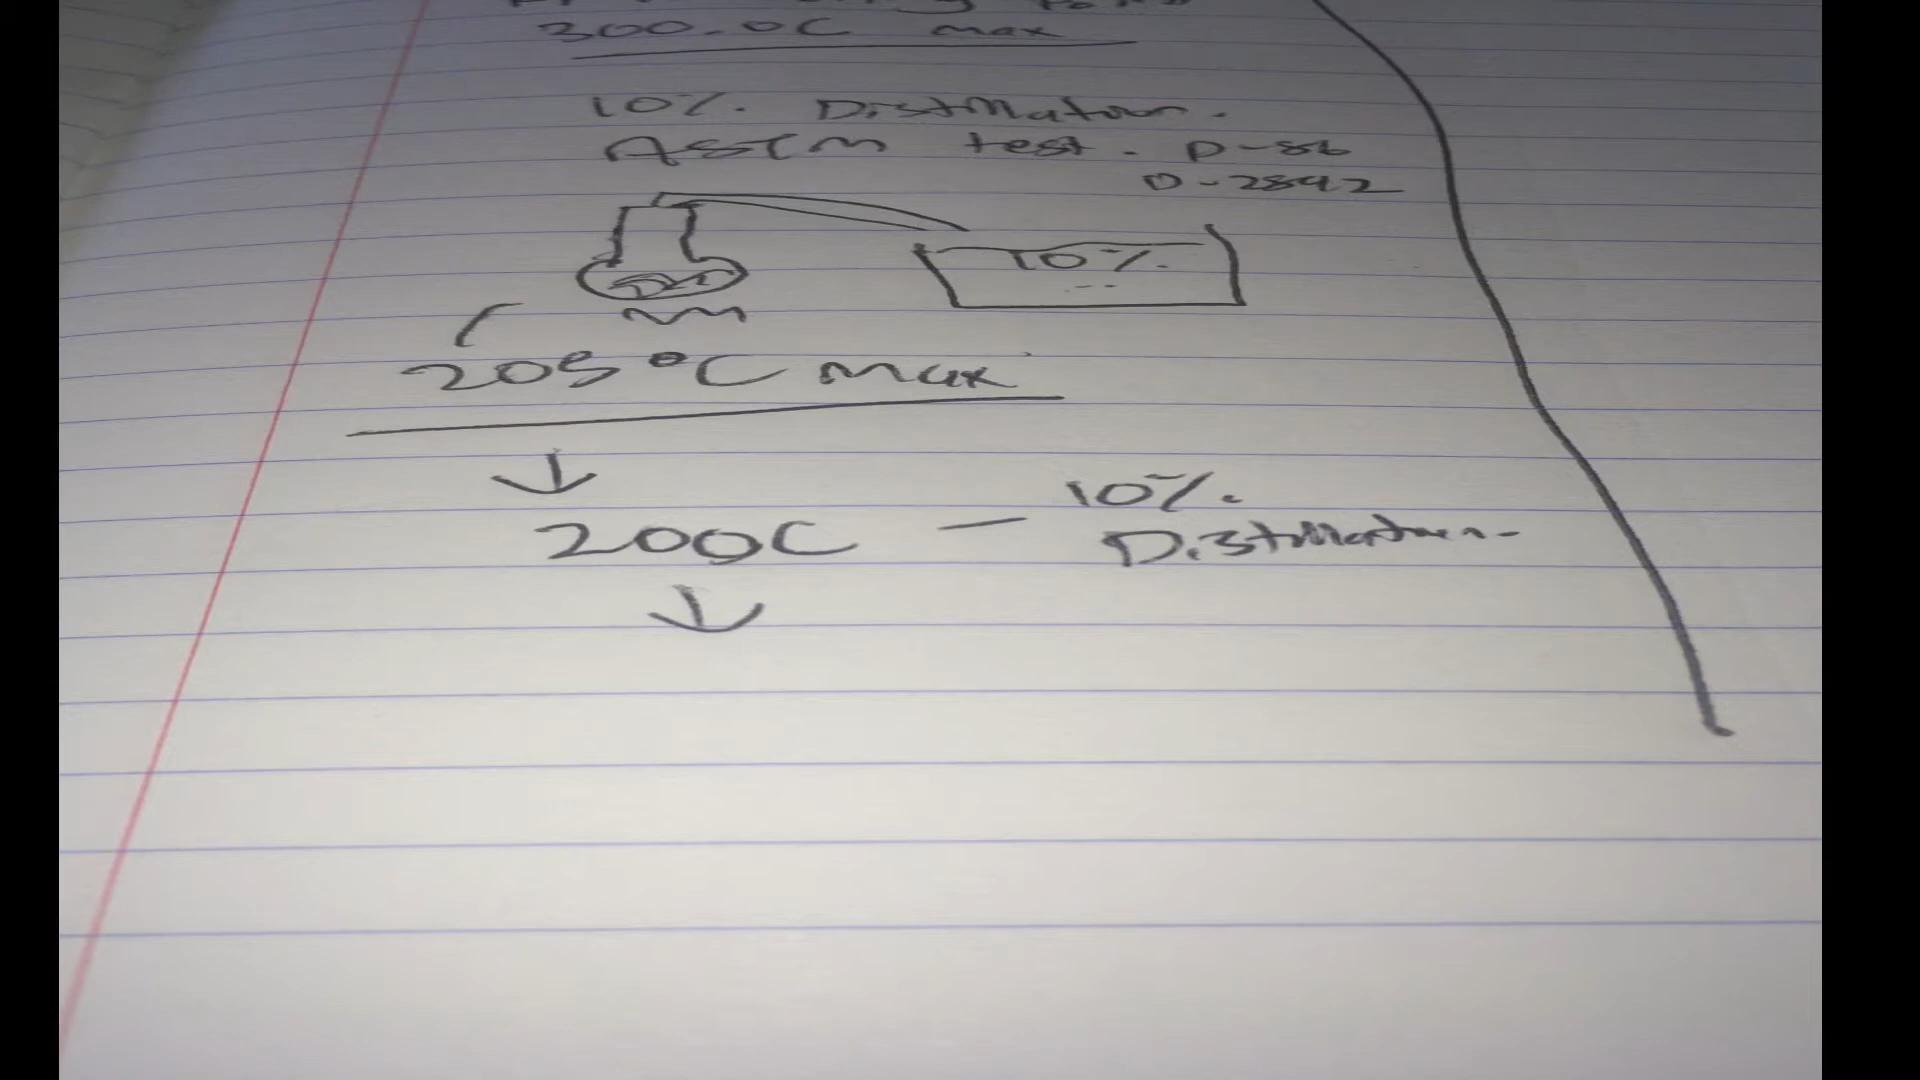 300.0C max
10%. Distillation.
ASTM test. D-86
D-2892
10%.
205°C Max
200C - 10%.
Distillation.